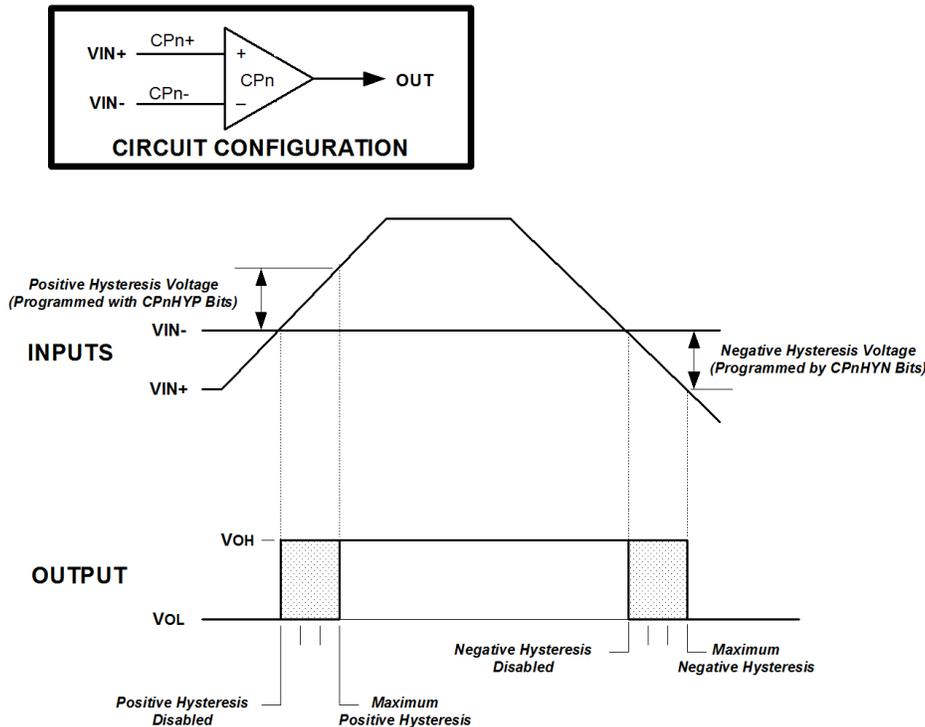 VIN+
CPn+
+
CPn
OUT
VIN-
CPn-
–
CIRCUIT CONFIGURATION
Positive Hysteresis Voltage
(Programmed with CPnHYP Bits)
VIN-
INPUTS
Negative Hysteresis Voltage
(Programmed by CPnHYN Bits)
VIN+
VOH
OUTPUT
VOL
Negative Hysteresis
Disabled
Maximum
Negative Hysteresis
Positive Hysteresis
Disabled
Maximum
Positive Hysteresis